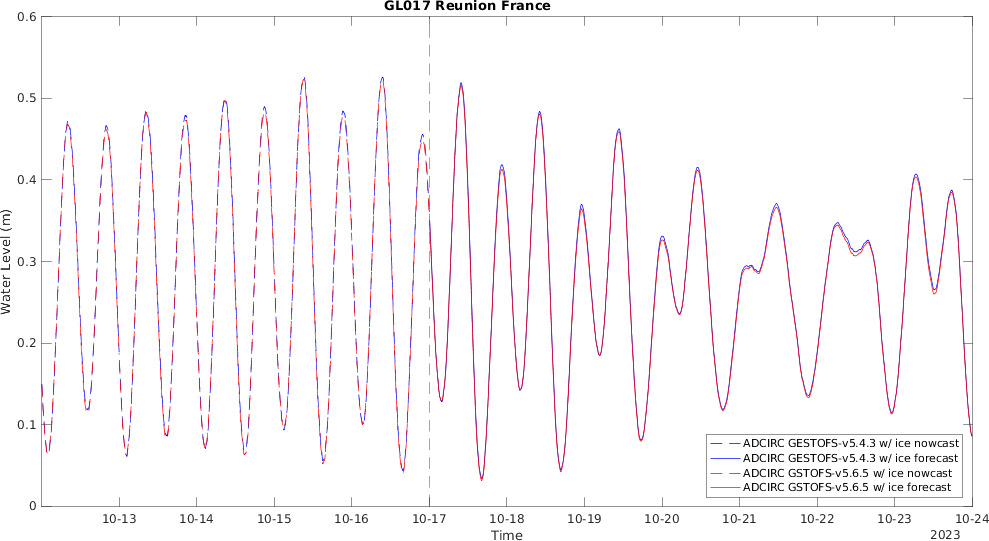 GL017 Reunion France
0.6
0.5
0.4
0.3
0.2
0.1
0
Water Level (m)
ADCIRC GESTOFS-v5.4.3 w/ ice nowcast
ADCIRC GESTOFS-v5.4.3 w/ ice forecast
ADCIRC GSTOFS-v5.6.5 w/ ice nowcast
ADCIRC GSTOFS-v5.6.5 w/ ice forecast
10-13 10-14 10-15 10-16 10-17 10-18 10-19 10-20 10-21 10-22 10-23 10-24
Time
2023